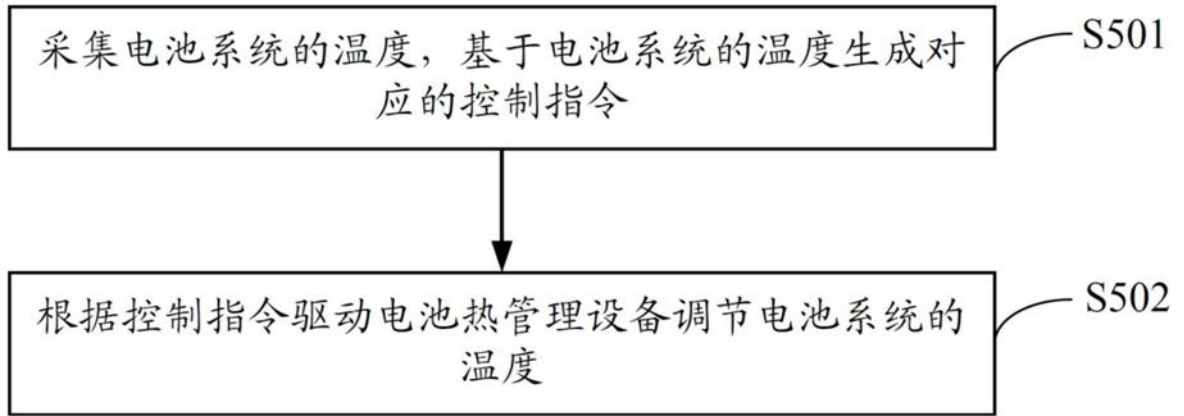 采集电池系统的温度，基于电池系统的温度生成对
应的控制指令
S501
根据控制指令驱动电池热管理设备调节电池系统的
温度
S502